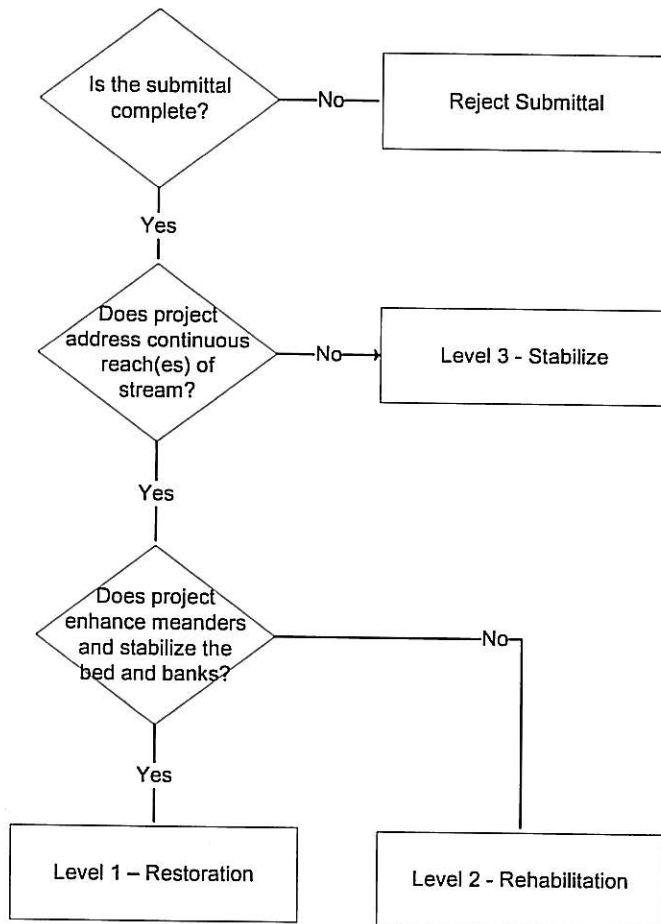 Is the submittal
complete?
No
Reject Submittal
Yes
Does project
address continuous
reach(es) of
stream?
No
Level 3 - Stabilize
Yes
Does project
enhance meanders
and stabilize the
bed and banks?
No
Yes
Level 1 – Restoration
Level 2 - Rehabilitation